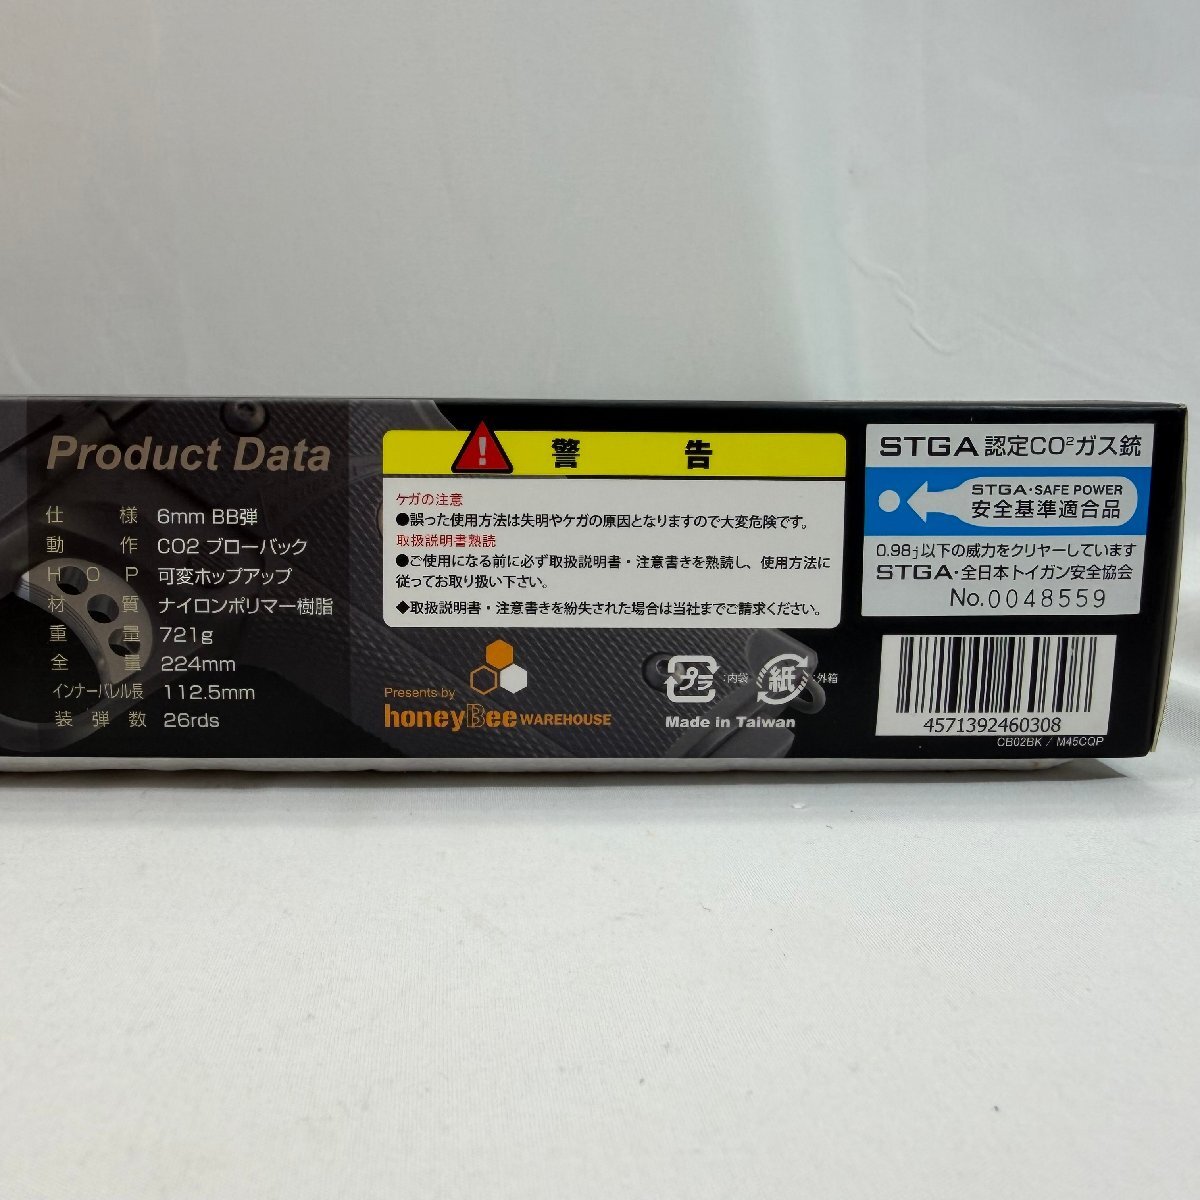 Product Data
仕様 6mm BB弾
動作 CO2 ブローバック
HOP 可変ホップアップ
材質 ナイロンポリマー樹脂
重量 721g
全量 224mm
インナーバレル長 112.5mm
装弾数 26rds
警告
ケガの注意
●誤った使用方法は失明やケガの原因となりますので大変危険です。
取扱説明書熟読
●ご使用になる前に必ず取扱説明書・注意書きを熟読し、使用方法に
従ってお取り扱い下さい。
◆取扱説明書・注意書きを紛失された場合は当社までご請求ください。
Presents by
honeyBee WAREHOUSE
プラ :内袋 紙 :外箱
Made in Taiwan
STGA 認定CO²ガス銃
STGA・SAFE POWER
安全基準適合品
0.98j以下の威力をクリヤーしています
STGA・全日本トイガン安全協会
No.0048559
4571392460308
CB02BK / M45CQP